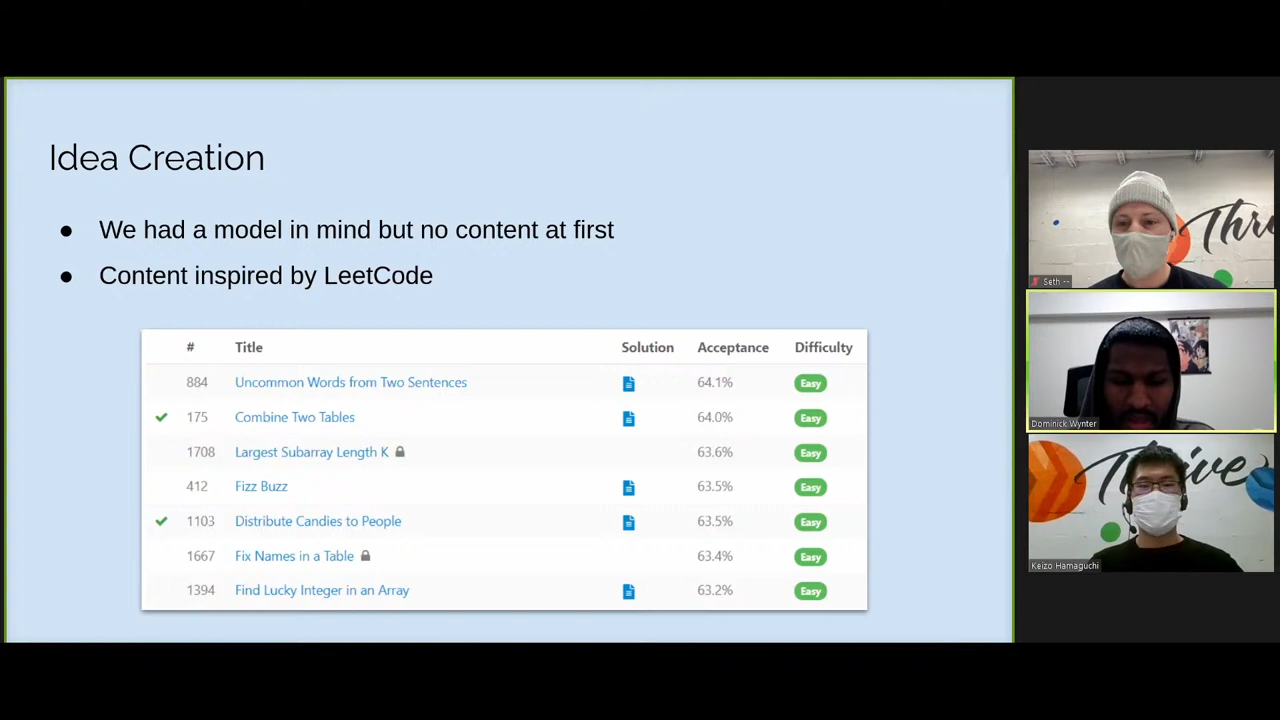 Idea Creation
● We had a model in mind but no content at first
● Content inspired by LeetCode
# Title Solution Acceptance Difficulty
884 Uncommon Words from Two Sentences 64.1% Easy
175 Combine Two Tables 64.0% Easy
1708 Largest Subarray Length K 63.6% Easy
412 Fizz Buzz 63.5% Easy
1103 Distribute Candies to People 63.5% Easy
1667 Fix Names in a Table 63.4% Easy
1394 Find Lucky Integer in an Array 63.2% Easy
Thri
Seth --
Dominick Wynter
Thrive
Keizo Hamaguchi